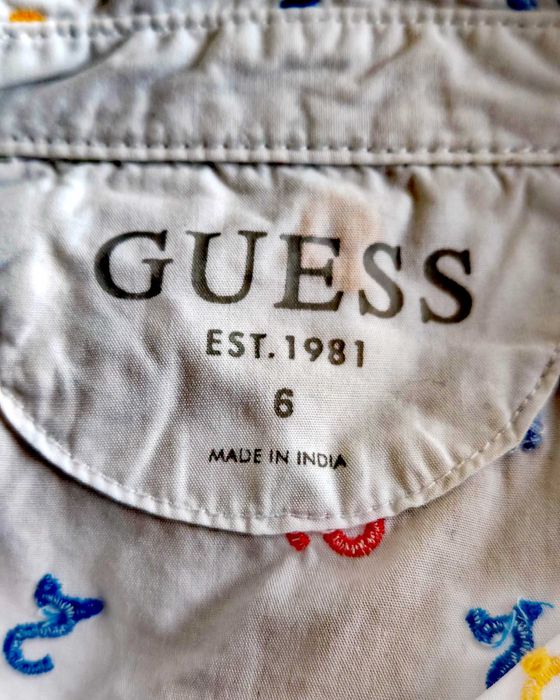 GUESS
EST. 1981
6
MADE IN INDIA